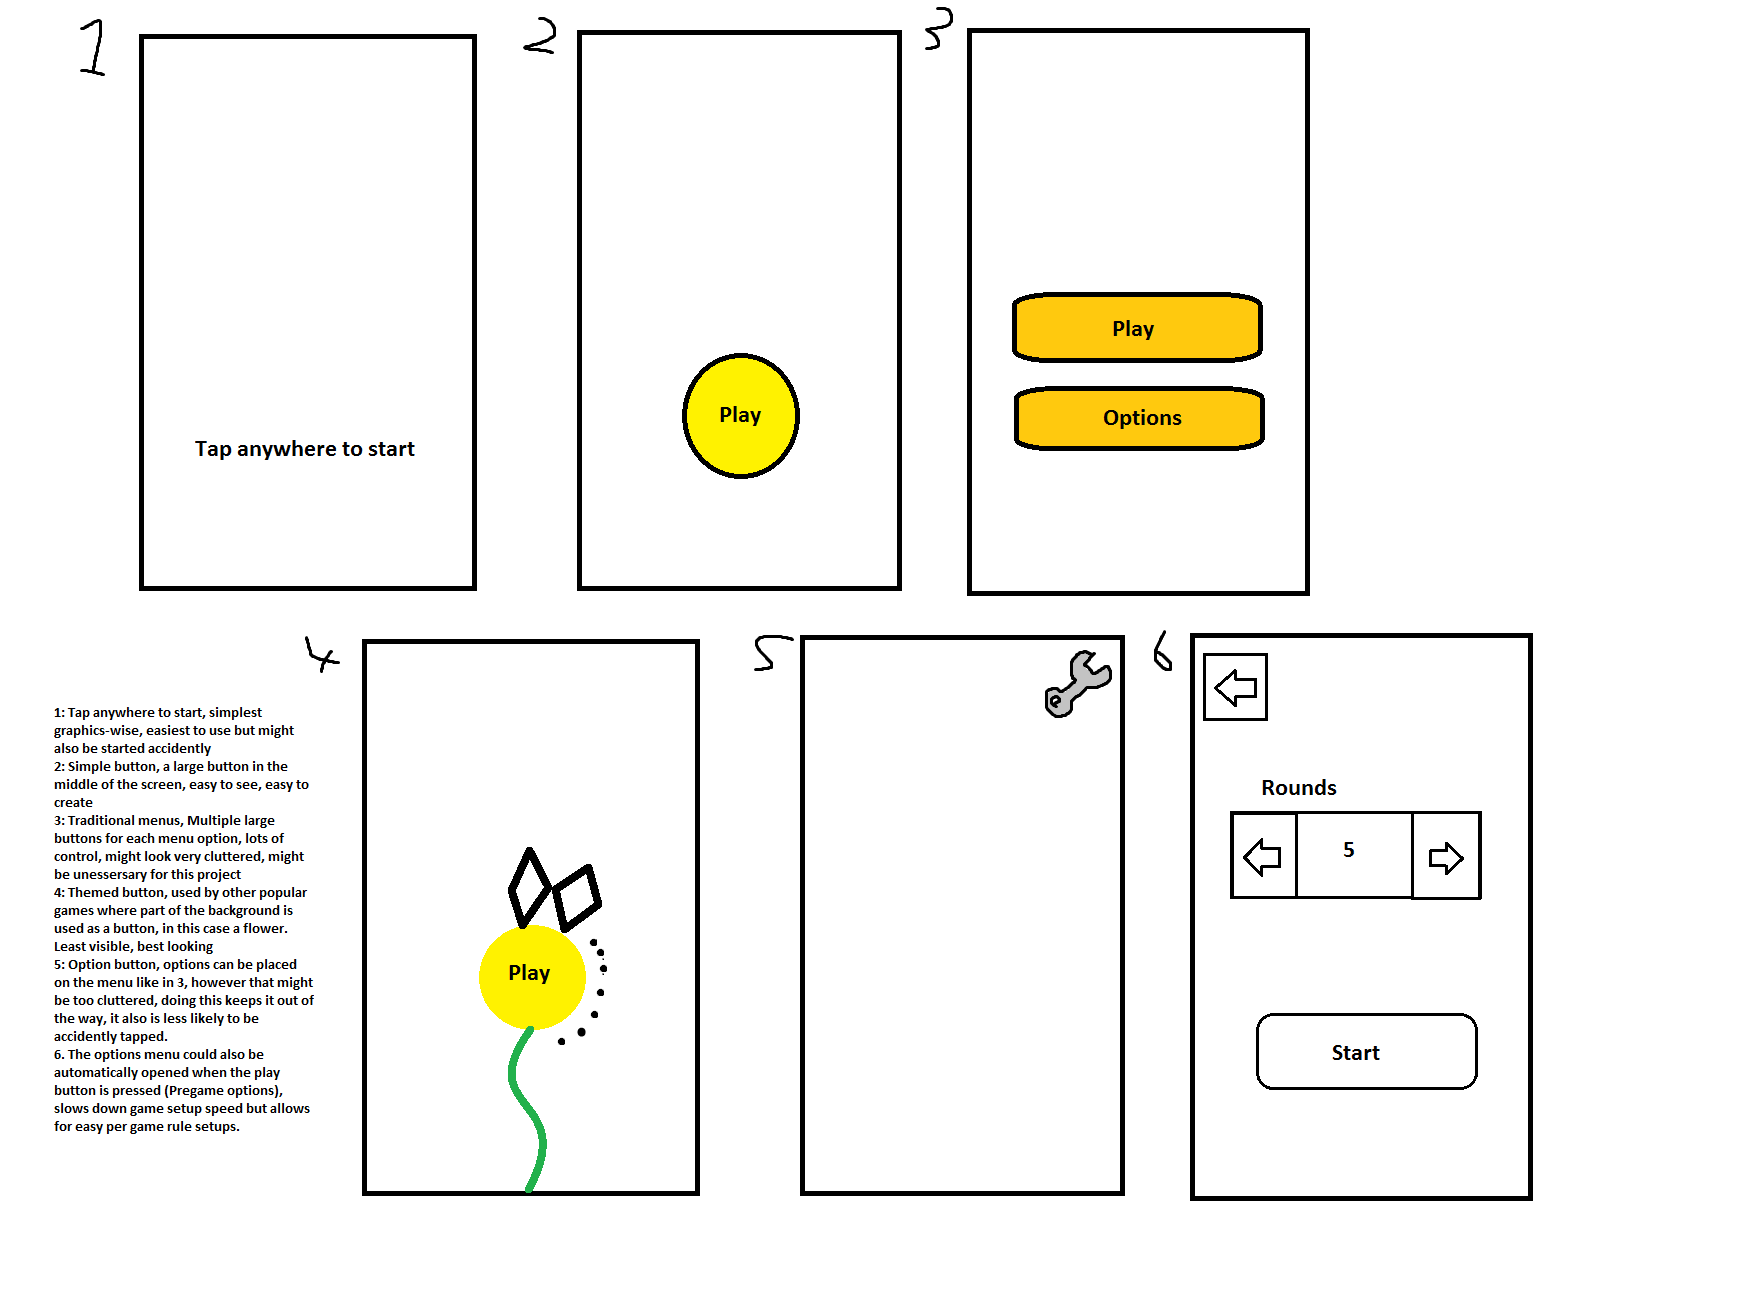 1
2
3
Tap anywhere to start
Play
Play
Options
4
5
6
Play
Rounds
5
Start
1: Tap anywhere to start, simplest
graphics-wise, easiest to use but might
also be started accidently
2: Simple button, a large button in the
middle of the screen, easy to see, easy to
create
3: Traditional menus, Multiple large
buttons for each menu option, lots of
control, might look very cluttered, might
be unessersary for this project
4: Themed button, used by other popular
games where part of the background is
used as a button, in this case a flower.
Least visible, best looking
5: Option button, options can be placed
on the menu like in 3, however that might
be too cluttered, doing this keeps it out of
the way, it also is less likely to be
accidently tapped.
6. The options menu could also be
automatically opened when the play
button is pressed (Pregame options),
slows down game setup speed but allows
for easy per game rule setups.